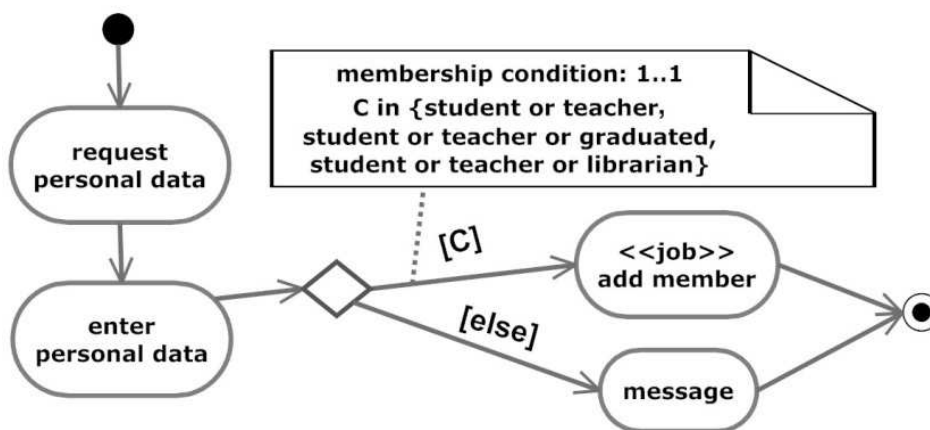 membership condition: 1..1
C in {student or teacher,
student or teacher or graduated,
student or teacher or librarian}
request
personal data
[C]
<<job>>
add member
enter
personal data
[else]
message